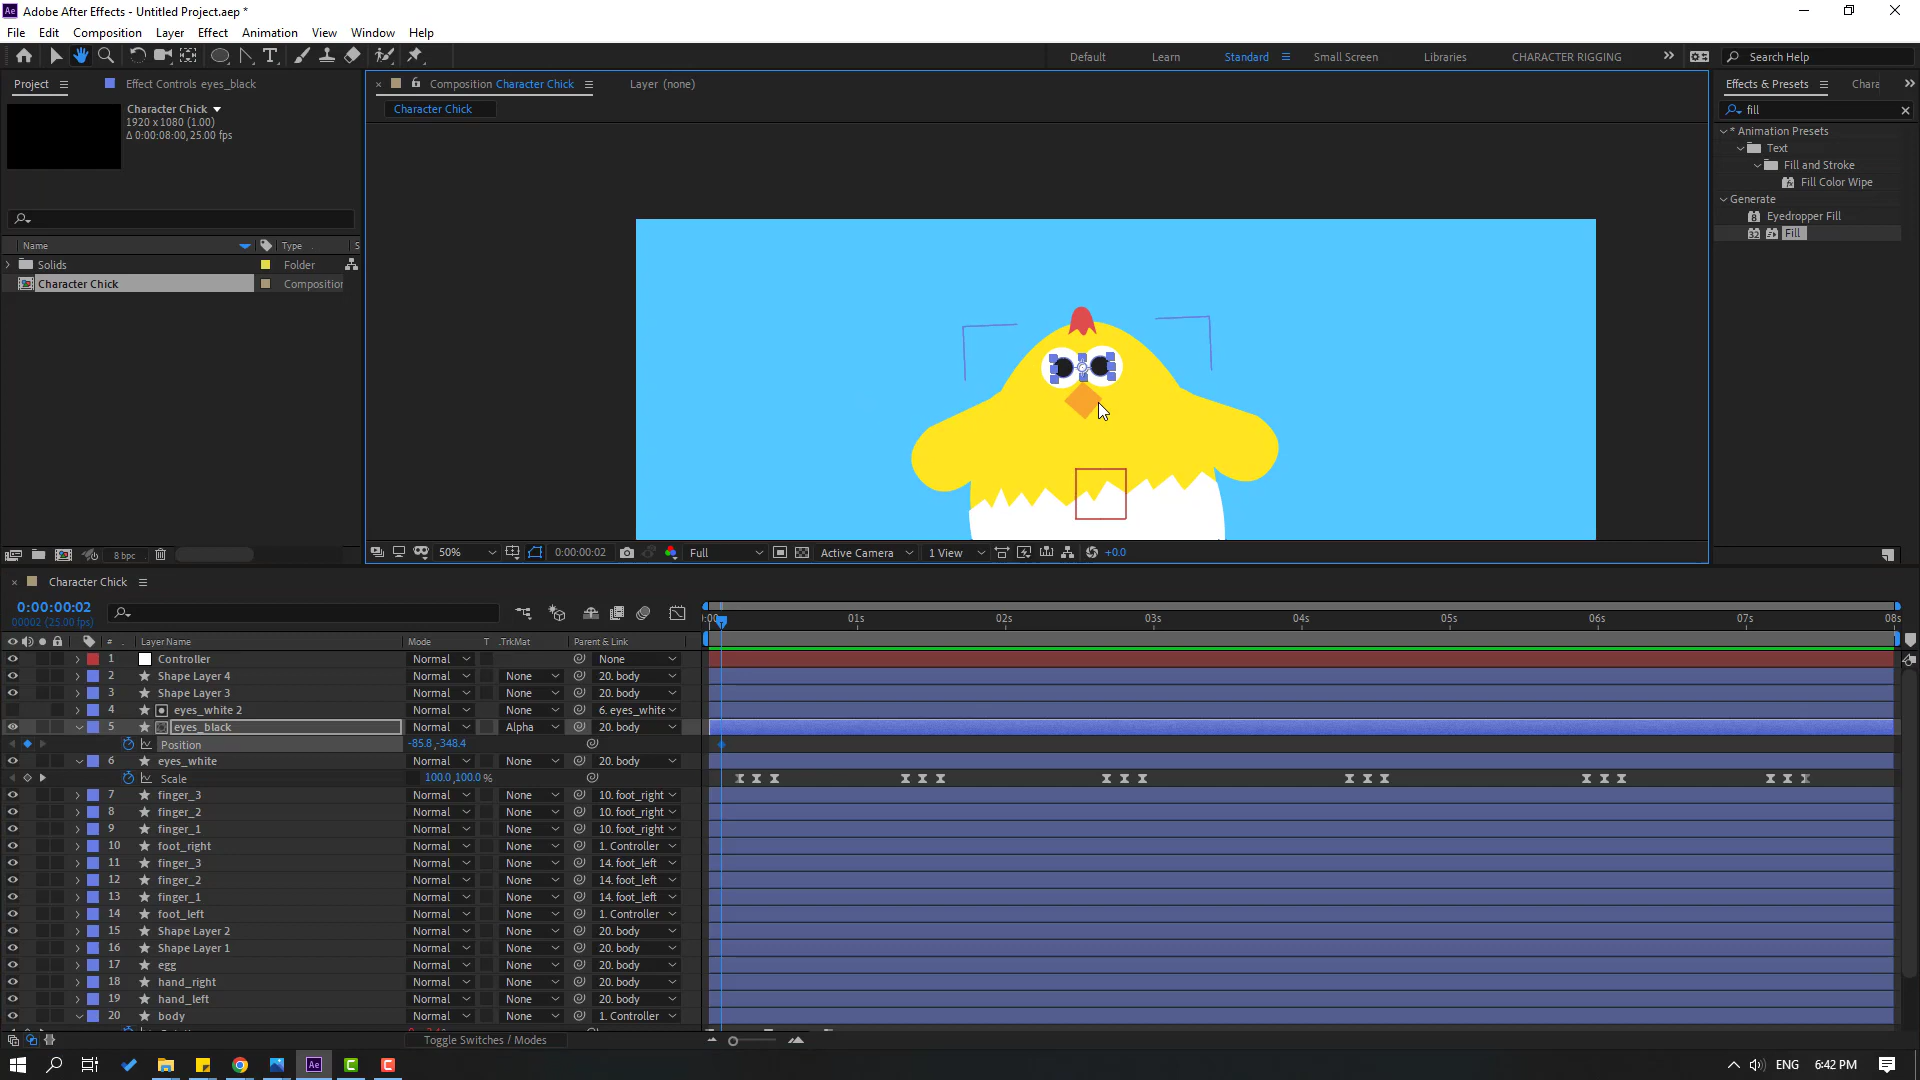 Adobe After Effects - Untitled Project.aep *
File Edit Composition Layer Effect Animation View Window Help
Default Learn Standard Small Screen Libraries CHARACTER RIGGING Search Help
Project Effect Controls eyes_black
Composition Character Chick Layer (none)
Effects & Presets Chara
Character Chick
1920 x 1080 (1.00)
Δ 0:00:08:00, 25.00 fps
Character Chick
fill
* Animation Presets
Text
Fill and Stroke
Fill Color Wipe
Generate
Eyedropper Fill
Fill
Name Type S
Solids Folder
Character Chick Composition
8 bpc
50% 0:00:00:02 Full Active Camera 1 View +0.0
Character Chick
0:00:00:02
00002 (25.00 fps)
:00 01s 02s 03s 04s 05s 06s 07s 08s
# Layer Name Mode T .TrkMat Parent & Link
1 Controller Normal None
2 Shape Layer 4 Normal None 20. body
3 Shape Layer 3 Normal None 20. body
4 eyes_white 2 Normal None 6. eyes_white
5 eyes_black Normal Alpha 20. body
Position -85.8,-348.4
6 eyes_white Normal None 20. body
Scale 100.0,100.0%
7 finger_3 Normal None 10. foot_right
8 finger_2 Normal None 10. foot_right
9 finger_1 Normal None 10. foot_right
10 foot_right Normal None 1. Controller
11 finger_3 Normal None 14. foot_left
12 finger_2 Normal None 14. foot_left
13 finger_1 Normal None 14. foot_left
14 foot_left Normal None 1. Controller
15 Shape Layer 2 Normal None 20. body
16 Shape Layer 1 Normal None 20. body
17 egg Normal None 20. body
18 hand_right Normal None 20. body
19 hand_left Normal None 20. body
20 body Normal None 1. Controller
Toggle Switches / Modes
ENG 6:42 PM